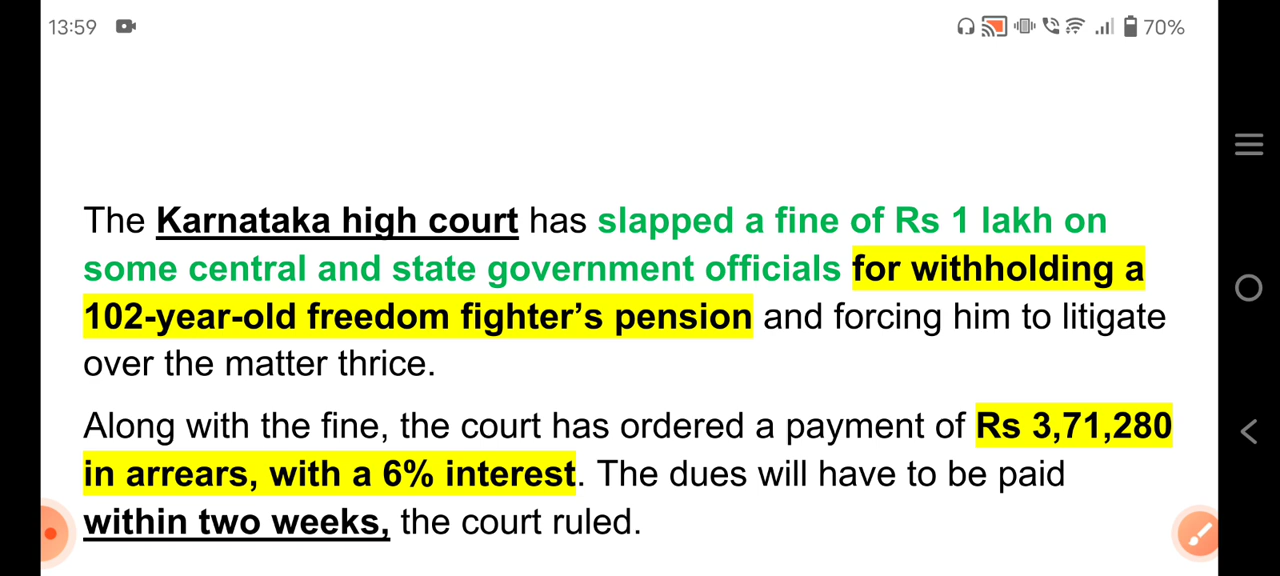 13:59
70%
The Karnataka high court has slapped a fine of Rs 1 lakh on
some central and state government officials for withholding a
102-year-old freedom fighter’s pension and forcing him to litigate
over the matter thrice.
Along with the fine, the court has ordered a payment of Rs 3,71,280
in arrears, with a 6% interest. The dues will have to be paid
within two weeks, the court ruled.